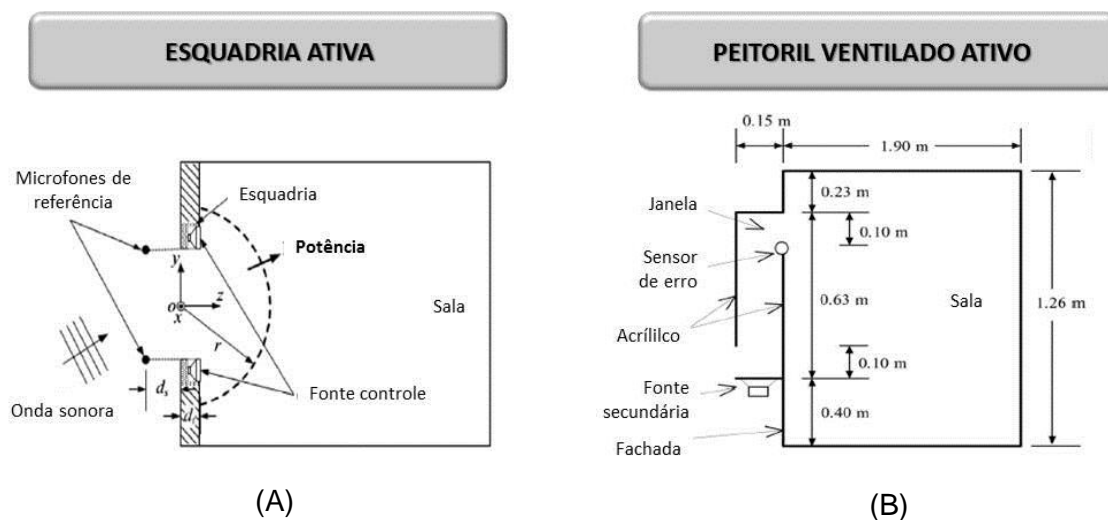 ESQUADRIA ATIVA
Microfones de
referência
Esquadria
Potência
y
o
x
z
r
Sala
d_s
d
Onda sonora
Fonte controle
(A)
PEITORIL VENTILADO ATIVO
0.15 m
1.90 m
0.23 m
Janela
0.10 m
Sensor
de erro
0.63 m
Sala
1.26 m
Acrílilco
0.10 m
Fonte
secundária
0.40 m
Fachada
(B)